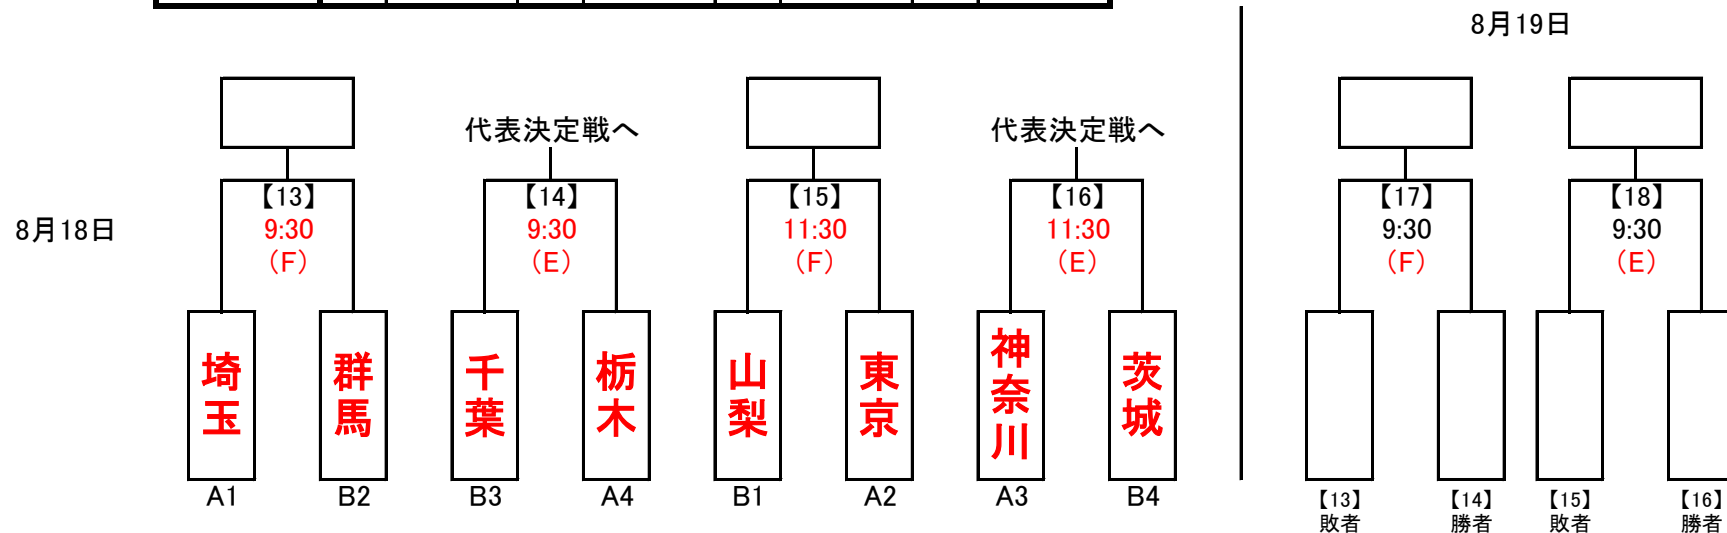 8月19日
代表決定戦へ
代表決定戦へ
8月18日
【13】
9:30
（F）
【14】
9:30
（E）
【15】
11:30
（F）
【16】
11:30
（E）
【17】
9:30
（F）
【18】
9:30
（E）
埼玉
群馬
千葉
栃木
山梨
東京
神奈川
茨城
A1
B2
B3
A4
B1
A2
A3
B4
【13】
敗者
【14】
勝者
【15】
敗者
【16】
勝者